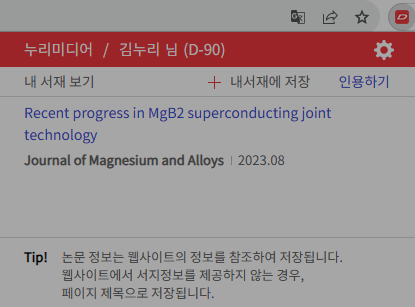 누리미디어 / 김누리 님 (D-90)
내 서재 보기 + 내서재에 저장 인용하기
Recent progress in MgB2 superconducting joint
technology
Journal of Magnesium and Alloys | 2023.08
Tip! 논문 정보는 웹사이트의 정보를 참조하여 저장됩니다.
웹사이트에서 서지정보를 제공하지 않는 경우,
페이지 제목으로 저장됩니다.